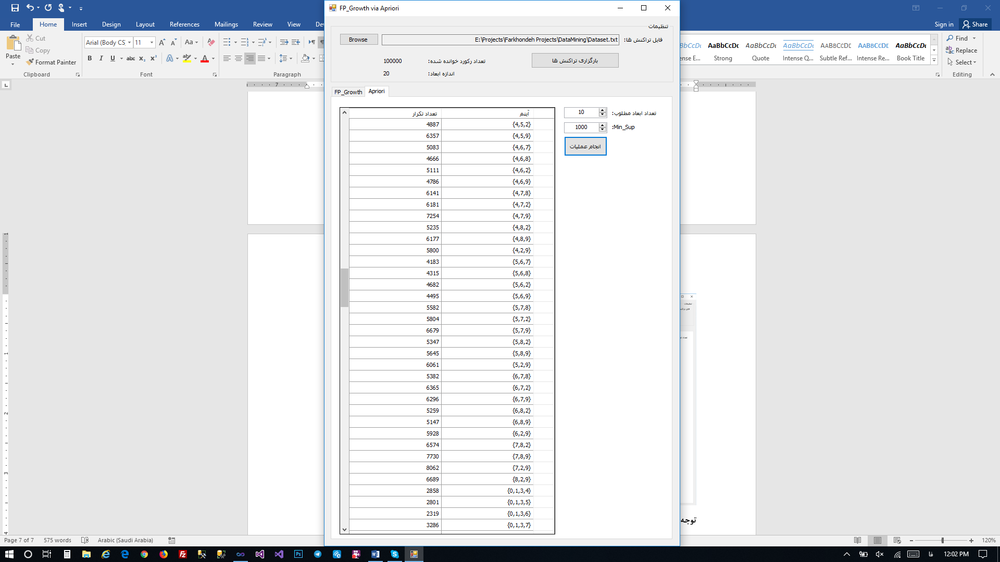 FP_Growth via Apriori
File
Home
Insert
Design
Layout
References
Mailings
Review
View
Sign in
Share
Paste
Cut
Copy
Format Painter
Clipboard
Arial (Body CS)
11
Font
Paragraph
Strong
Quote
Intense Q...
Subtle Ref...
Intense Re...
Book Title
Find
Replace
Select
Editing
تنظیمات
فایل تراکنش ها:
E:\Projects\Farkhondeh Projects\DataMining\Dataset.txt
Browse
بارگزاری تراکنش ها
تعداد رکورد خوانده شده:
100000
اندازه ابعاد:
20
FP_Growth
Apriori
تعداد ابعاد مطلوب:
10
Min_Sup:
1000
انجام عملیات
آیتم تعداد تکرار
{4,5,2} 4887
{4,5,9} 6357
{4,6,7} 5083
{4,6,8} 4666
{4,6,2} 5111
{4,6,9} 4786
{4,7,8} 6141
{4,7,2} 6181
{4,7,9} 7254
{4,8,2} 5235
{4,8,9} 6177
{4,2,9} 5800
{5,6,7} 4183
{5,6,8} 4315
{5,6,2} 4682
{5,6,9} 4495
{5,7,8} 5582
{5,7,2} 5804
{5,7,9} 6679
{5,8,2} 5347
{5,8,9} 5645
{5,2,9} 6061
{6,7,8} 5382
{6,7,2} 6365
{6,7,9} 6296
{6,8,2} 5259
{6,8,9} 5147
{6,2,9} 5928
{7,8,2} 6574
{7,8,9} 7730
{7,2,9} 8062
{8,2,9} 6689
{0,1,3,4} 2858
{0,1,3,5} 2801
{0,1,3,6} 2319
{0,1,3,7} 3286
توجه
Page 7 of 7
575 words
Arabic (Saudi Arabia)
120%
فا
12:02 PM